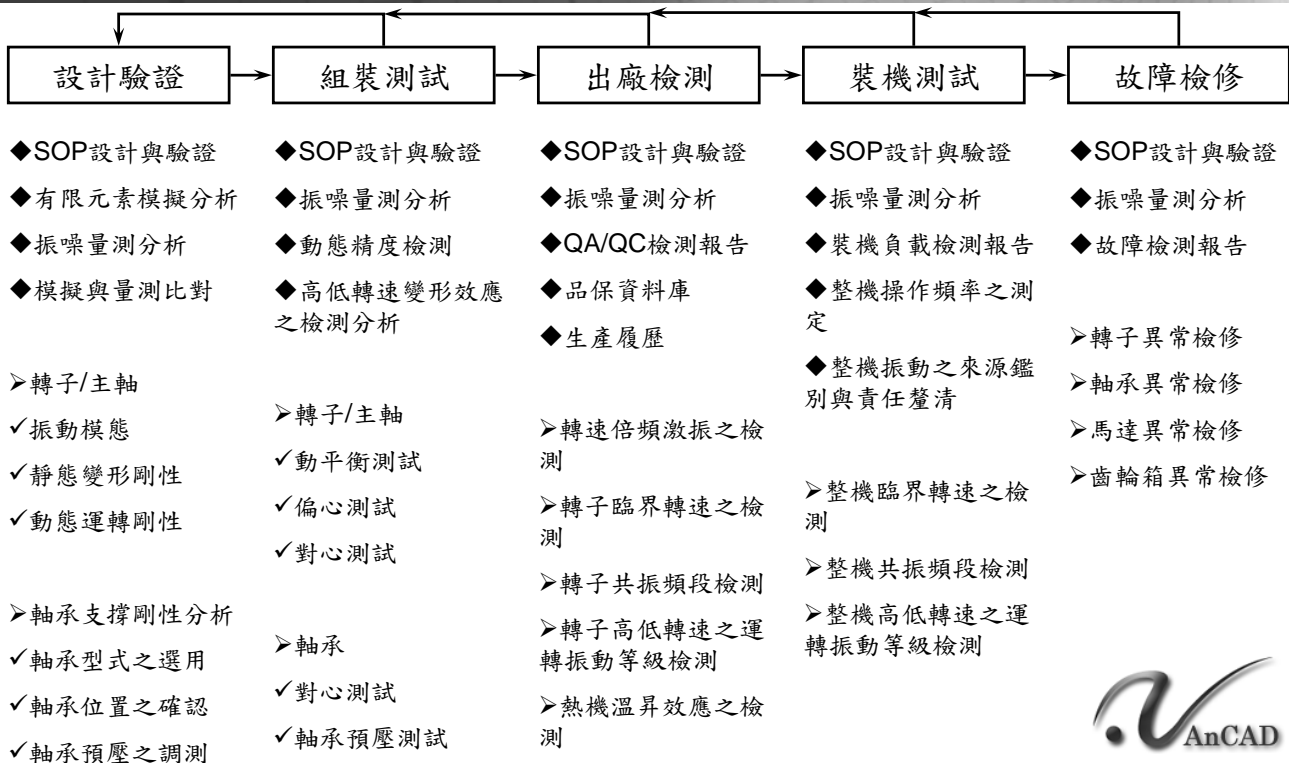 設計驗證
組裝測試
出廠檢測
裝機測試
故障檢修
◆SOP設計與驗證
◆有限元素模擬分析
◆振噪量測分析
◆模擬與量測比對
➢轉子/主軸
✓振動模態
✓靜態變形剛性
✓動態運轉剛性
➢軸承支撐剛性分析
✓軸承型式之選用
✓軸承位置之確認
✓軸承預壓之調測
◆SOP設計與驗證
◆振噪量測分析
◆動態精度檢測
◆高低轉速變形效應
之檢測分析
➢轉子/主軸
✓動平衡測試
✓偏心測試
✓對心測試
➢軸承
✓對心測試
✓軸承預壓測試
◆SOP設計與驗證
◆振噪量測分析
◆QA/QC檢測報告
◆品保資料庫
◆生產履歷
➢轉速倍頻激振之檢
測
➢轉子臨界轉速之檢
測
➢轉子共振頻段檢測
➢轉子高低轉速之運
轉振動等級檢測
➢熱機溫昇效應之檢
測
◆SOP設計與驗證
◆振噪量測分析
◆裝機負載檢測報告
◆整機操作頻率之測
定
◆整機振動之來源鑑
別與責任釐清
➢整機臨界轉速之檢
測
➢整機共振頻段檢測
➢整機高低轉速之運
轉振動等級檢測
◆SOP設計與驗證
◆振噪量測分析
◆故障檢測報告
➢轉子異常檢修
➢軸承異常檢修
➢馬達異常檢修
➢齒輪箱異常檢修
AnCAD